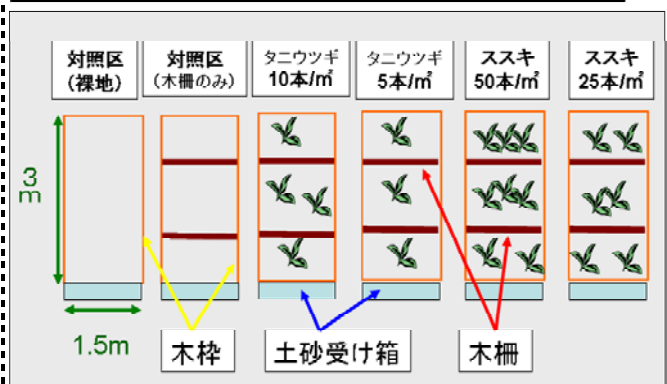 対照区
(裸地)
対照区
(木柵のみ)
タニウツギ
10本/㎡
タニウツギ
5本/㎡
ススキ
50本/㎡
ススキ
25本/㎡
3
m
1.5m
木枠
土砂受け箱
木柵